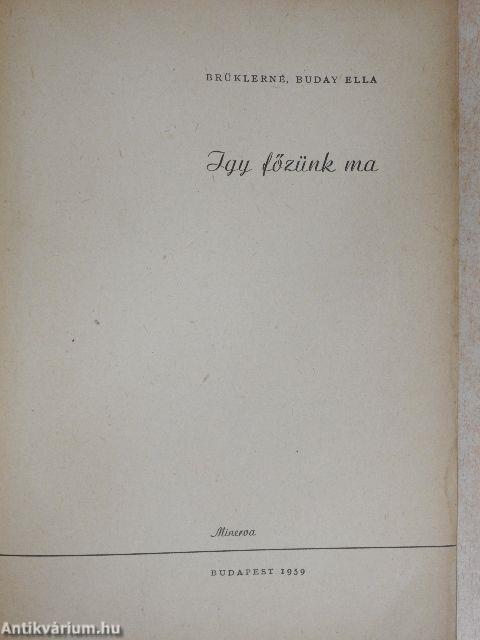 BRÜKLERNÉ, BUDAY ELLA
Igy főzünk ma
Minerva
BUDAPEST 1959
Antikvárium.hu